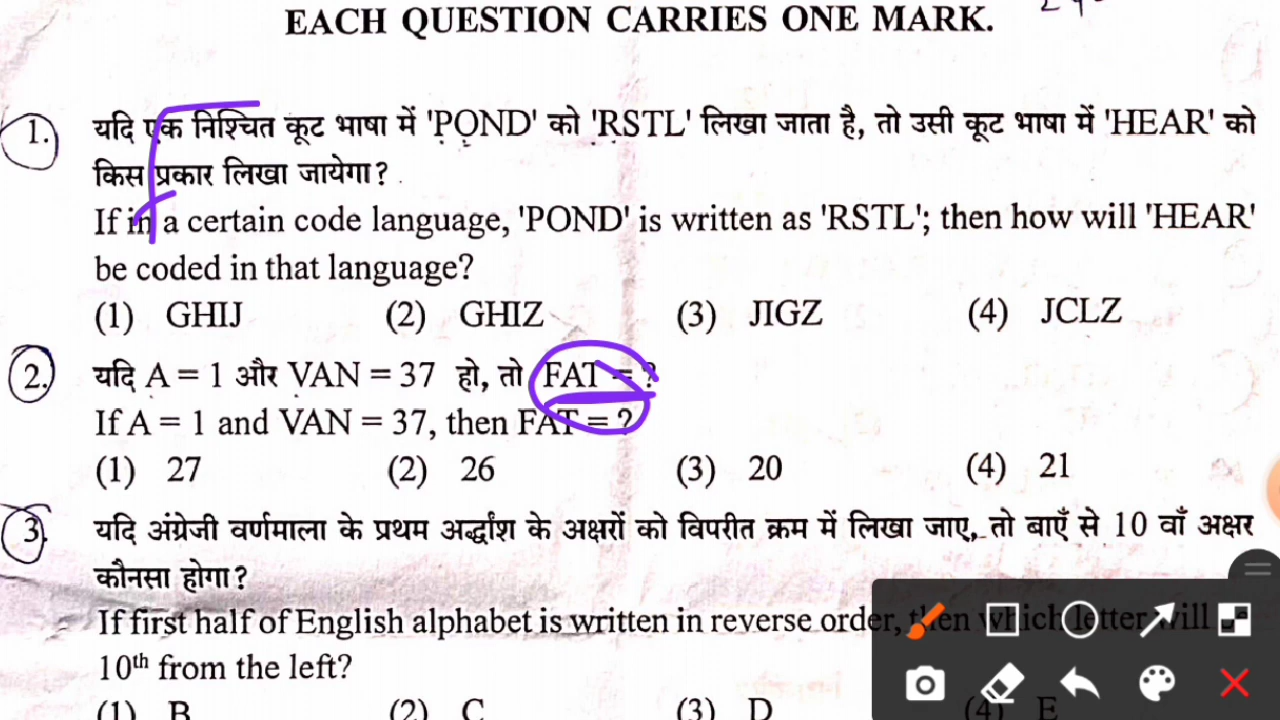 EACH QUESTION CARRIES ONE MARK.
1. यदि एक निश्चित कूट भाषा में 'POND' को 'RSTL' लिखा जाता है, तो उसी कूट भाषा में 'HEAR' को
किस प्रकार लिखा जायेगा?
If in a certain code language, 'POND' is written as 'RSTL'; then how will 'HEAR'
be coded in that language?
(1) GHIJ (2) GHIZ (3) JIGZ (4) JCLZ
2. यदि A = 1 और VAN = 37 हो, तो FAT = ?
If A = 1 and VAN = 37, then FAT = ?
(1) 27 (2) 26 (3) 20 (4) 21
3. यदि अंग्रेजी वर्णमाला के प्रथम अर्द्धांश के अक्षरों को विपरीत क्रम में लिखा जाए, तो बाएँ से 10 वाँ अक्षर
कौनसा होगा?
If first half of English alphabet is written in reverse order, then which letter will
10th from the left?
(1) B (2) C (3) D (4) E